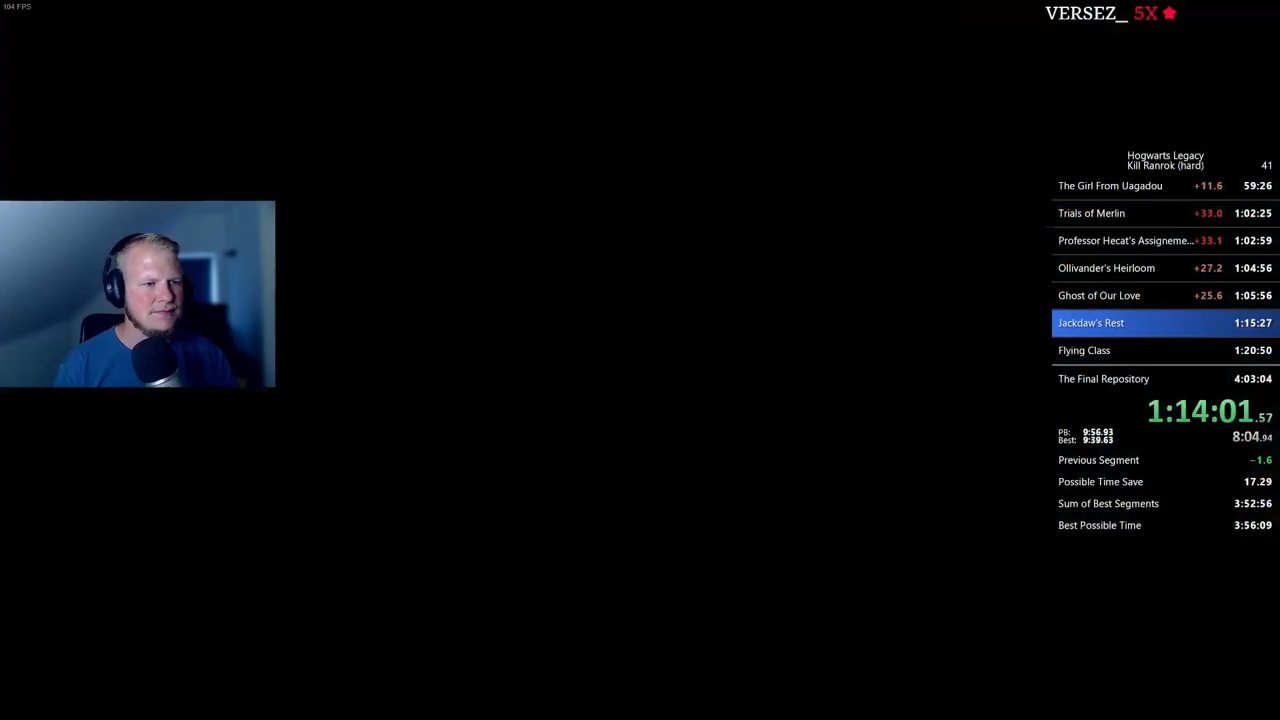 104 FPS
VERSEZ_ 5X
Hogwarts Legacy
Kill Ranrok (hard) 41
The Girl From Uagadou +11.6 59:26
Trials of Merlin +33.0 1:02:25
Professor Hecat's Assigneme... +33.1 1:02:59
Ollivander's Heirloom +27.2 1:04:56
Ghost of Our Love +25.6 1:05:56
Jackdaw's Rest 1:15:27
Flying Class 1:20:50
The Final Repository 4:03:04
1:14:01.57
PB: 9:56.93
Best: 9:39.63 8:04.94
Previous Segment −1.6
Possible Time Save 17.29
Sum of Best Segments 3:52:56
Best Possible Time 3:56:09